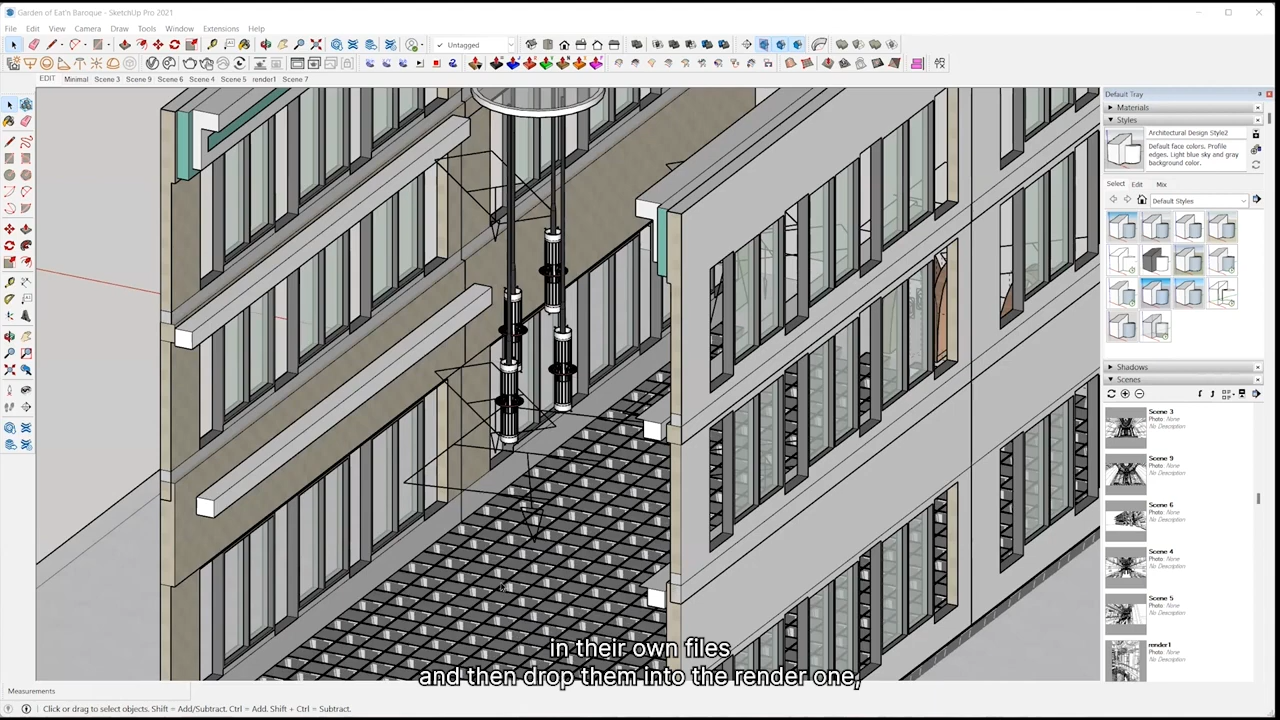 Garden of Eat'n Baroque - SketchUp Pro 2021
File Edit View Camera Draw Tools Window Extensions Help
Untagged
EDIT Minimal Scene 3 Scene 9 Scene 6 Scene 4 Scene 5 render1 Scene 7
Default Tray
Materials
Styles
Architectural Design Style2
Default face colors. Profile
edges. Light blue sky and gray
background color.
Select Edit Mix
Default Styles
Shadows
Scenes
Scene 3
Photo None
No Description
Scene 9
Photo None
No Description
Scene 6
Photo None
No Description
Scene 4
Photo None
No Description
Scene 5
Photo None
No Description
render1
Photo None
No Description
in their own files
and then drop them into the render one,
Measurements
Click or drag to select objects. Shift = Add/Subtract. Ctrl = Add. Shift + Ctrl = Subtract.